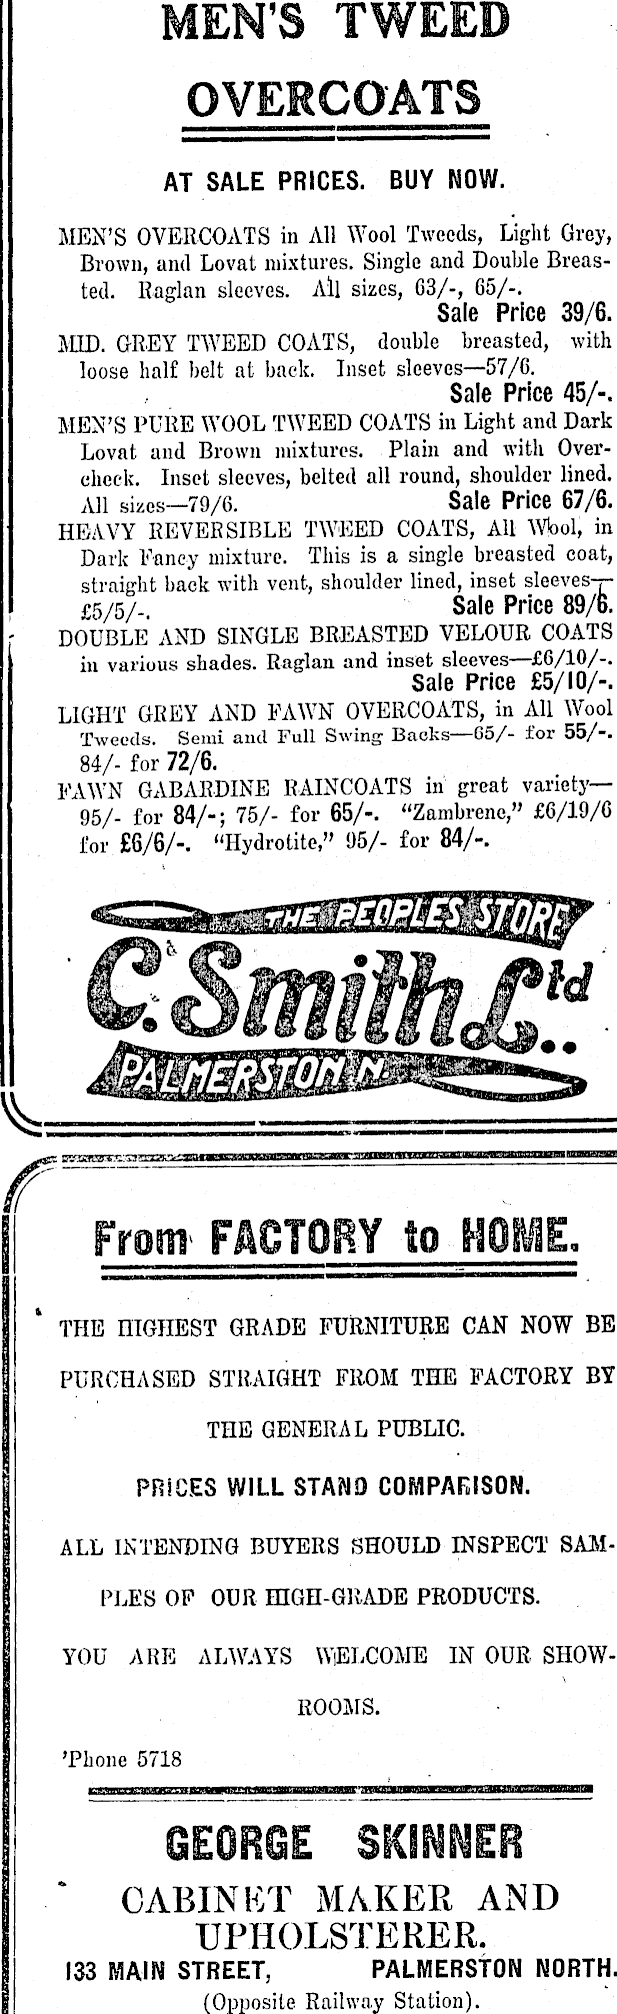 MEN'S TWEED
OVERCOATS
AT SALE PRICES. BUY NOW.
MEN'S OVERCOATS in All Wool Tweeds, Light Grey,
Brown, and Lovat mixtures. Single and Double Breas-
ted. Raglan sleeves. All sizes, 63/-, 65/-.
Sale Price 39/6.
MID. GREY TWEED COATS, double breasted, with
loose half belt at back. Inset sleeves—57/6.
Sale Price 45/-.
MEN'S PURE WOOL TWEED COATS in Light and Dark
Lovat and Brown mixtures. Plain and with Over-
check. Inset sleeves, belted all round, shoulder lined.
All sizes—79/6. Sale Price 67/6.
HEAVY REVERSIBLE TWEED COATS, All Wool, in
Dark Fancy mixture. This is a single breasted coat,
straight back with vent, shoulder lined, inset sleeves—
£5/5/-. Sale Price 89/6.
DOUBLE AND SINGLE BREASTED VELOUR COATS
in various shades. Raglan and inset sleeves—£6/10/-.
Sale Price £5/10/-.
LIGHT GREY AND FAWN OVERCOATS, in All Wool
Tweeds. Semi and Full Swing Backs—65/- for 55/-.
84/- for 72/6.
FAWN GABARDINE RAINCOATS in great variety—
95/- for 84/-; 75/- for 65/-. "Zambrene," £6/19/6
for £6/6/-. "Hydrotite," 95/- for 84/-.
THE PEOPLES STORE
C. Smith Ltd..
PALMERSTON N.
From FACTORY to HOME.
THE HIGHEST GRADE FURNITURE CAN NOW BE
PURCHASED STRAIGHT FROM THE FACTORY BY
THE GENERAL PUBLIC.
PRICES WILL STAND COMPARISON.
ALL INTENDING BUYERS SHOULD INSPECT SAM-
PLES OF OUR HIGH-GRADE PRODUCTS.
YOU ARE ALWAYS WELCOME IN OUR SHOW-
ROOMS.
'Phone 5718
GEORGE SKINNER
CABINET MAKER AND
UPHOLSTERER.
133 MAIN STREET, PALMERSTON NORTH.
(Opposite Railway Station).